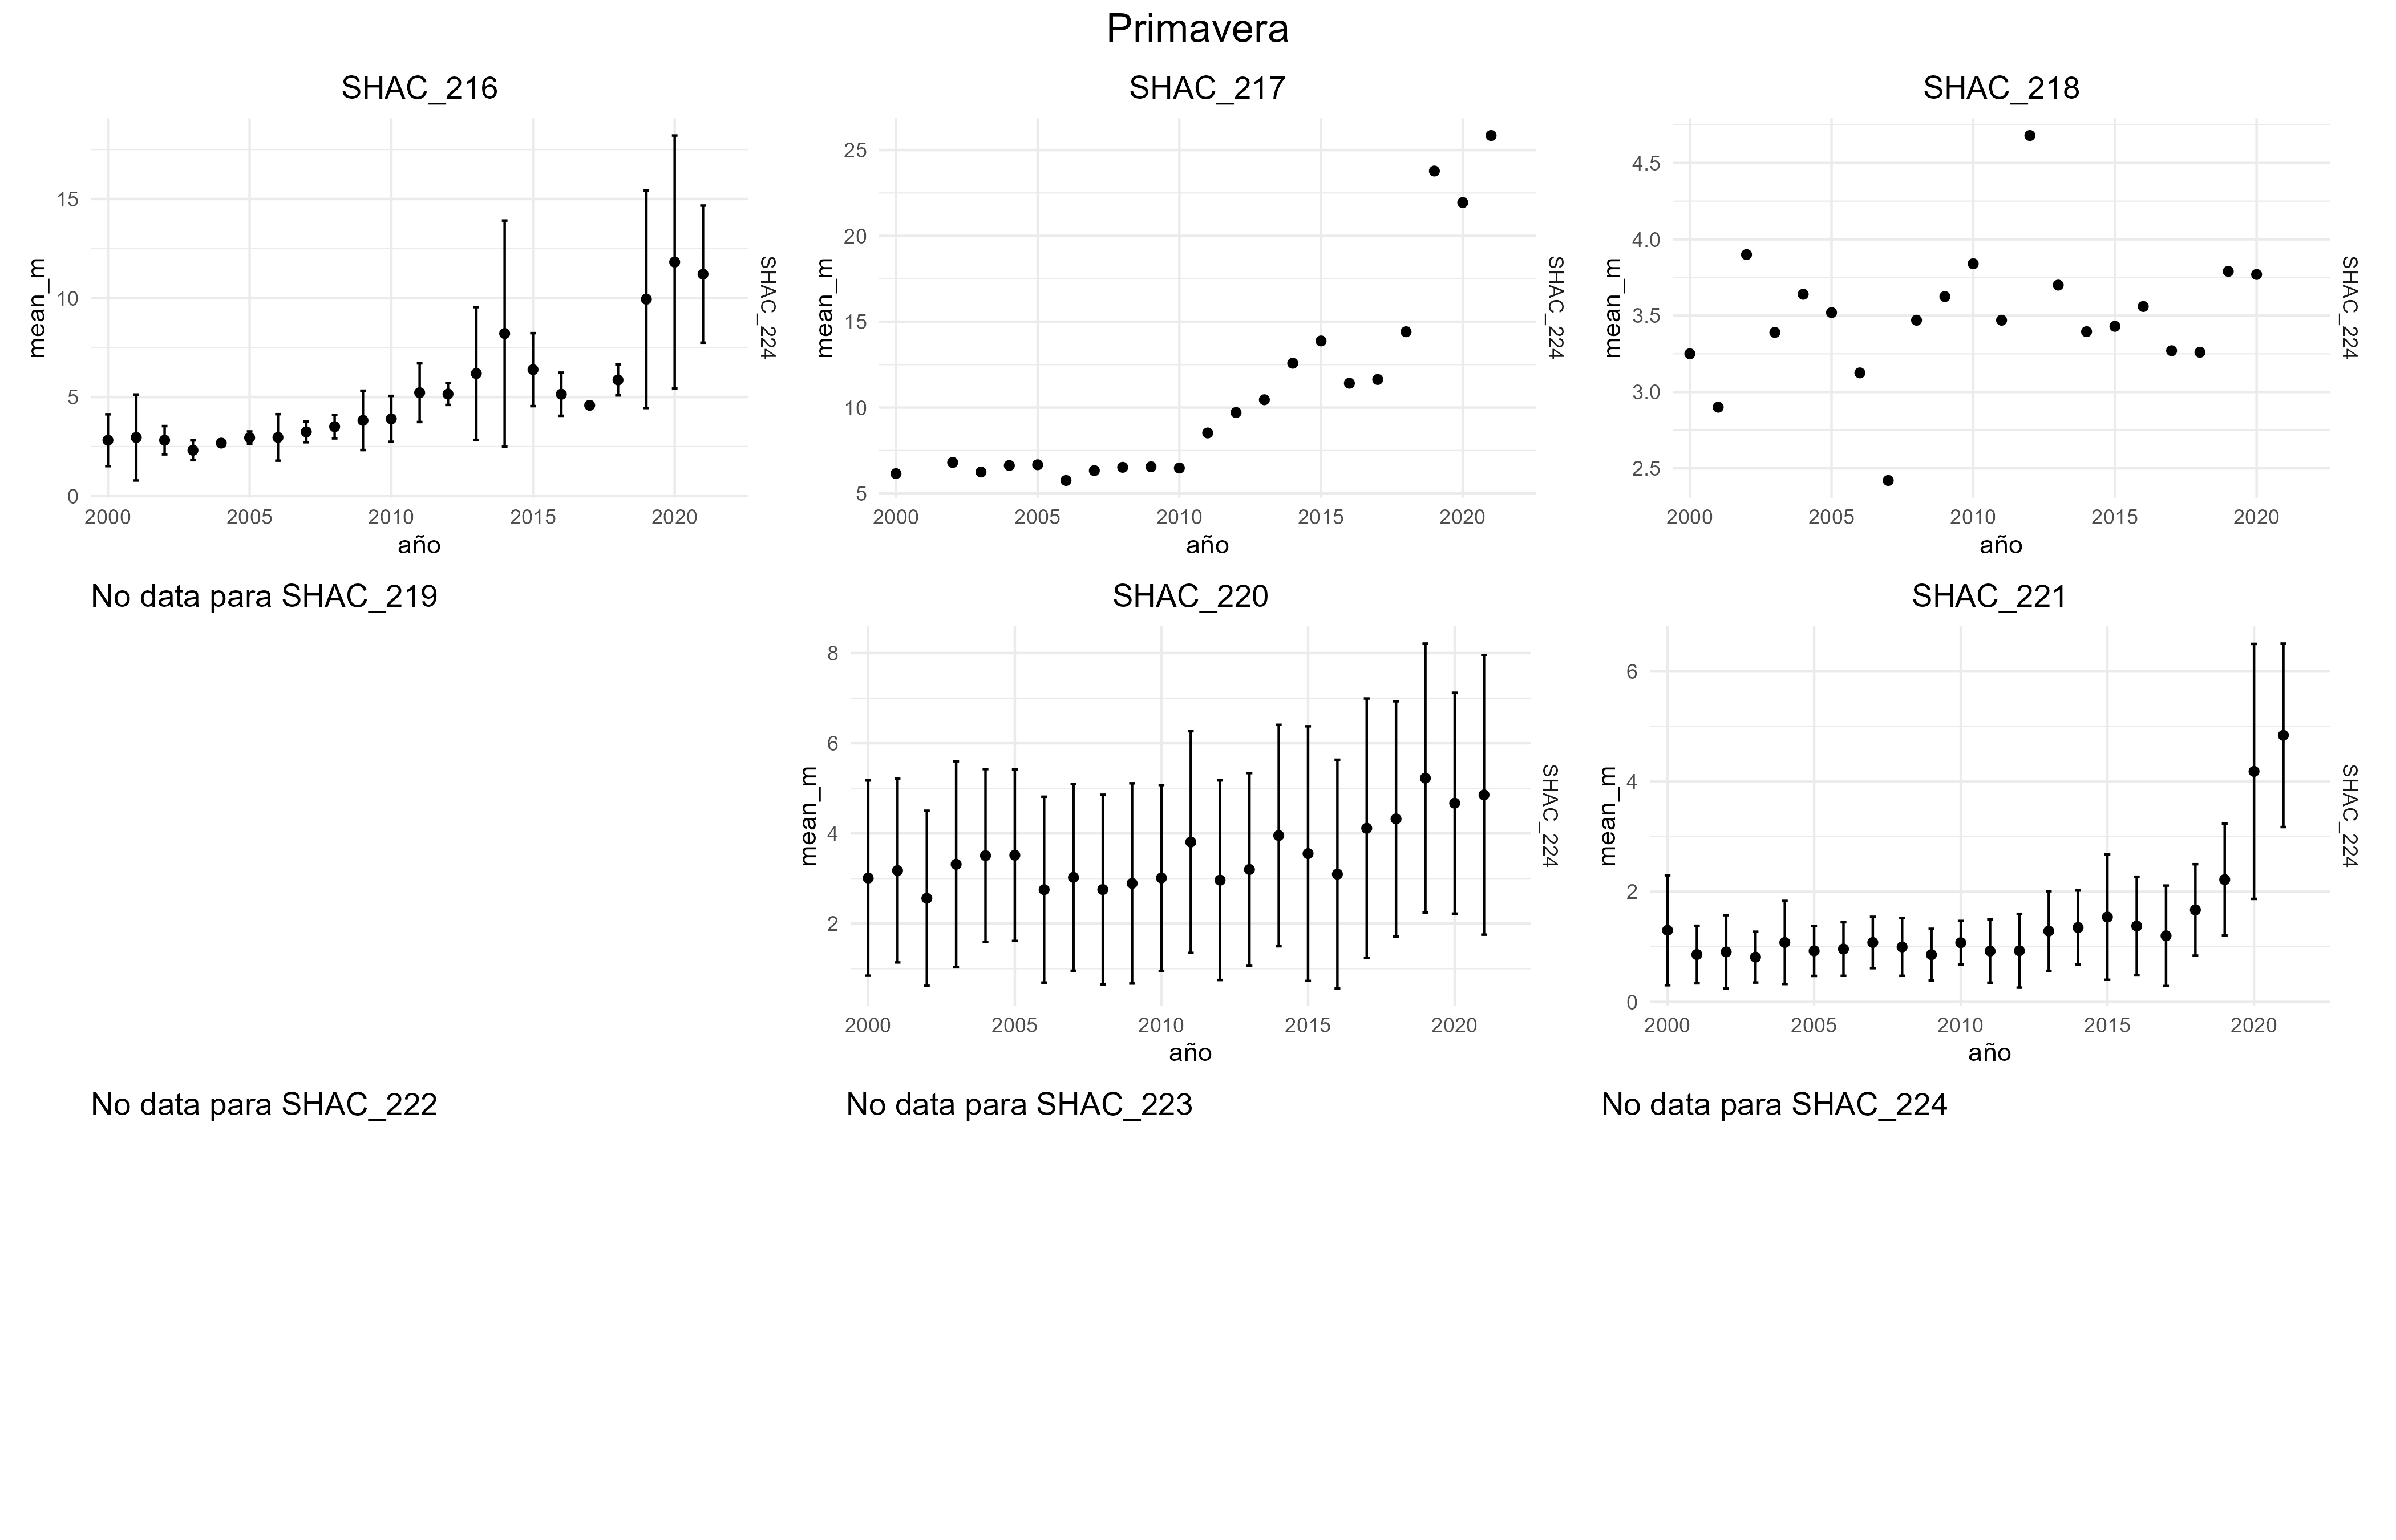 Primavera
SHAC_216
mean_m
15
10
5
0
2000 2005 2010 2015 2020
año
SHAC_224
SHAC_217
mean_m
25
20
15
10
5
2000 2005 2010 2015 2020
año
SHAC_224
SHAC_218
mean_m
4.5
4.0
3.5
3.0
2.5
2000 2005 2010 2015 2020
año
SHAC_224
No data para SHAC_219
SHAC_220
mean_m
8
6
4
2
2000 2005 2010 2015 2020
año
SHAC_224
SHAC_221
mean_m
6
4
2
0
2000 2005 2010 2015 2020
año
SHAC_224
No data para SHAC_222
No data para SHAC_223
No data para SHAC_224